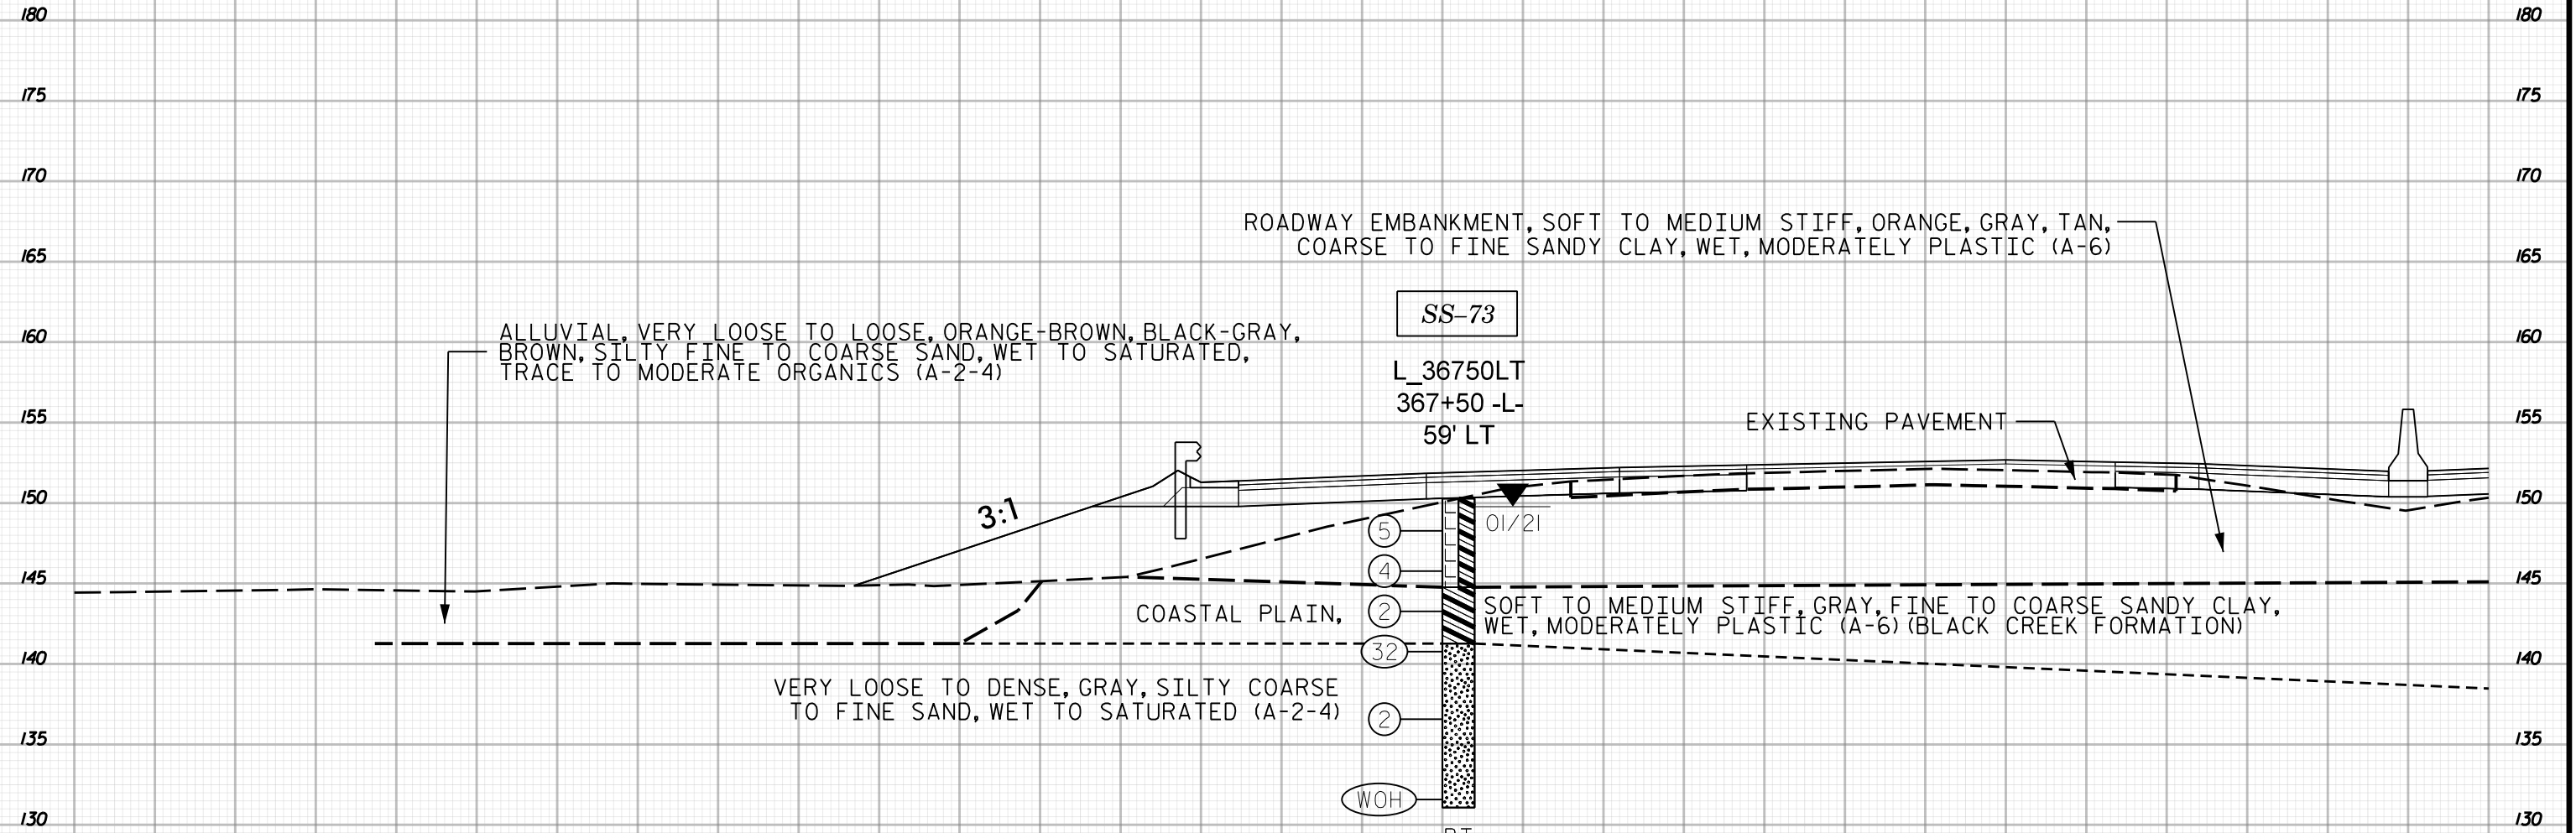 180 180
175 175
170 170
ROADWAY EMBANKMENT, SOFT TO MEDIUM STIFF, ORANGE, GRAY, TAN,
COARSE TO FINE SANDY CLAY, WET, MODERATELY PLASTIC (A-6)
165 165
SS-73
160 160
ALLUVIAL, VERY LOOSE TO LOOSE, ORANGE-BROWN, BLACK-GRAY,
BROWN, SILTY FINE TO COARSE SAND, WET TO SATURATED,
TRACE TO MODERATE ORGANICS (A-2-4)
L_36750LT
367+50 -L-
59' LT
155 155
EXISTING PAVEMENT
150 150
3:1
5
01/21
4
145 145
COASTAL PLAIN,
2
SOFT TO MEDIUM STIFF, GRAY, FINE TO COARSE SANDY CLAY,
WET, MODERATELY PLASTIC (A-6) (BLACK CREEK FORMATION)
32
140 140
VERY LOOSE TO DENSE, GRAY, SILTY COARSE
TO FINE SAND, WET TO SATURATED (A-2-4)
2
135 135
WOH
130 130